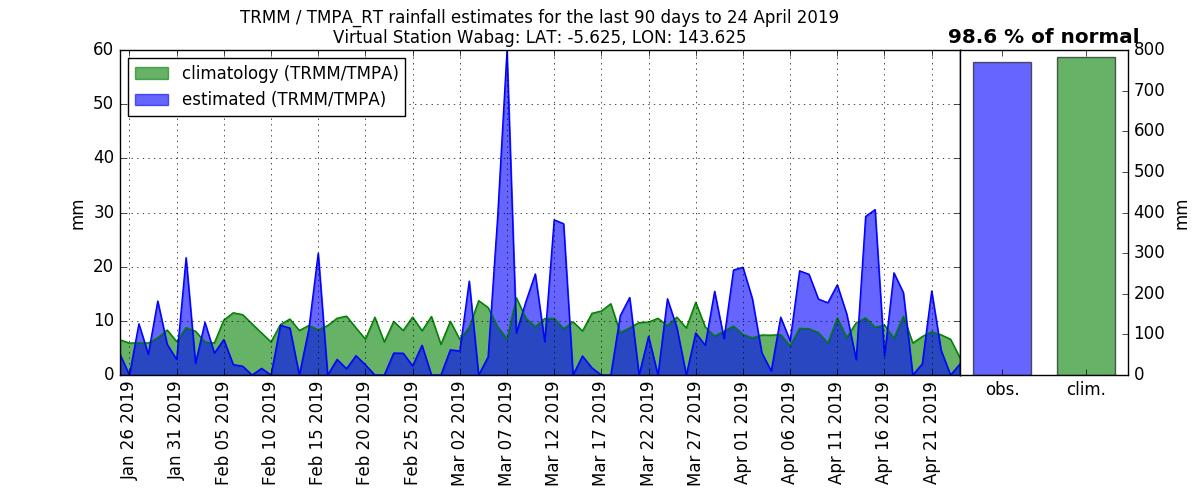 TRMM / TMPA_RT rainfall estimates for the last 90 days to 24 April 2019
Virtual Station Wabag: LAT: -5.625, LON: 143.625
98.6 % of normal
climatology (TRMM/TMPA)
estimated (TRMM/TMPA)
60
50
40
30
20
10
0
mm
800
700
600
500
400
300
200
100
0
mm
Jan 26 2019
Jan 31 2019
Feb 05 2019
Feb 10 2019
Feb 15 2019
Feb 20 2019
Feb 25 2019
Mar 02 2019
Mar 07 2019
Mar 12 2019
Mar 17 2019
Mar 22 2019
Mar 27 2019
Apr 01 2019
Apr 06 2019
Apr 11 2019
Apr 16 2019
Apr 21 2019
obs.
clim.